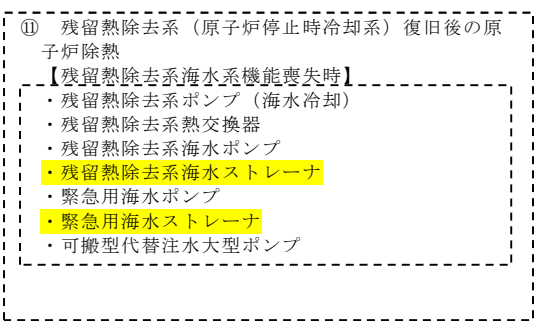 ⑪ 残留熱除去系（原子炉停止時冷却系）復旧後の原
子炉除熱
【残留熱除去系海水系機能喪失時】
・残留熱除去系ポンプ（海水冷却）
・残留熱除去系熱交換器
・残留熱除去系海水ポンプ
・残留熱除去系海水ストレーナ
・緊急用海水ポンプ
・緊急用海水ストレーナ
・可搬型代替注水大型ポンプ